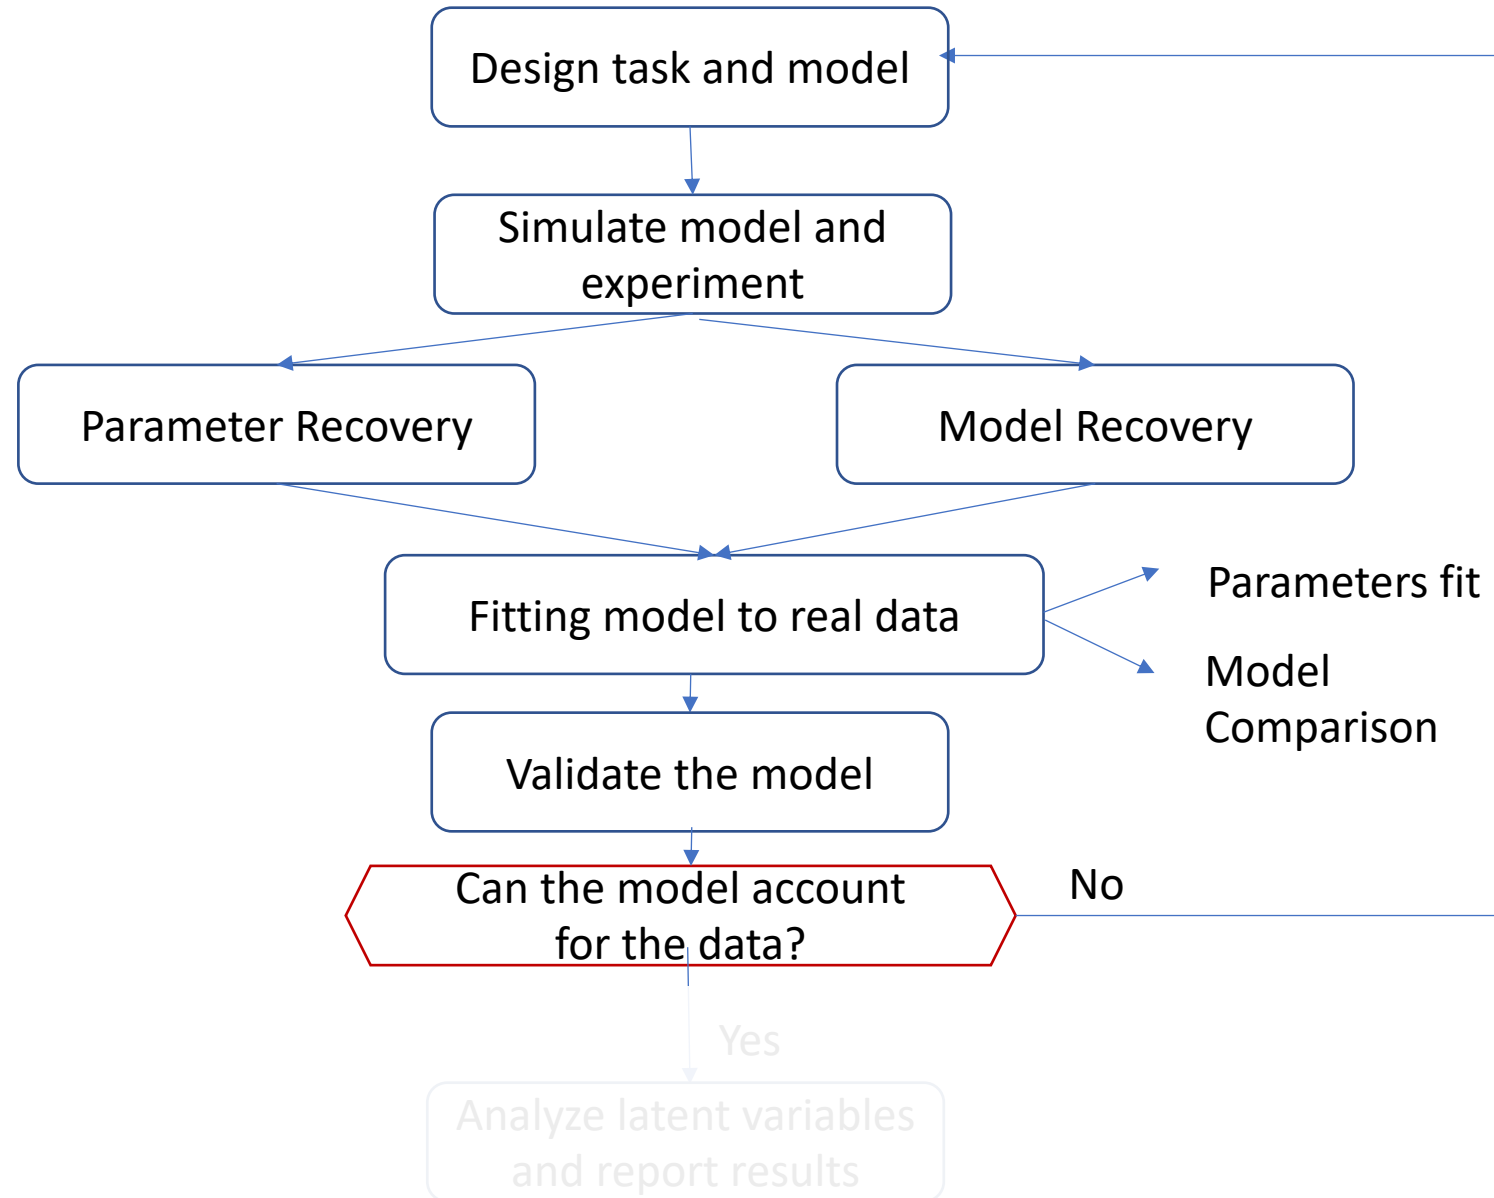 Design task and model
Simulate model and
experiment
Parameter Recovery
Model Recovery
Fitting model to real data
Parameters fit
Model
Comparison
Validate the model
Can the model account
for the data?
No
Yes
Analyze latent variables
and report results